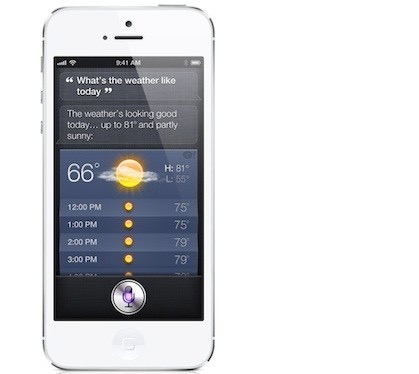 9:41 AM
“ What's the weather like
today ”
The weather's looking good
today... up to 81° and partly
sunny:
66° H: 81°
L: 55°
12:00 PM 75°
1:00 PM 75°
2:00 PM 79°
3:00 PM 79°